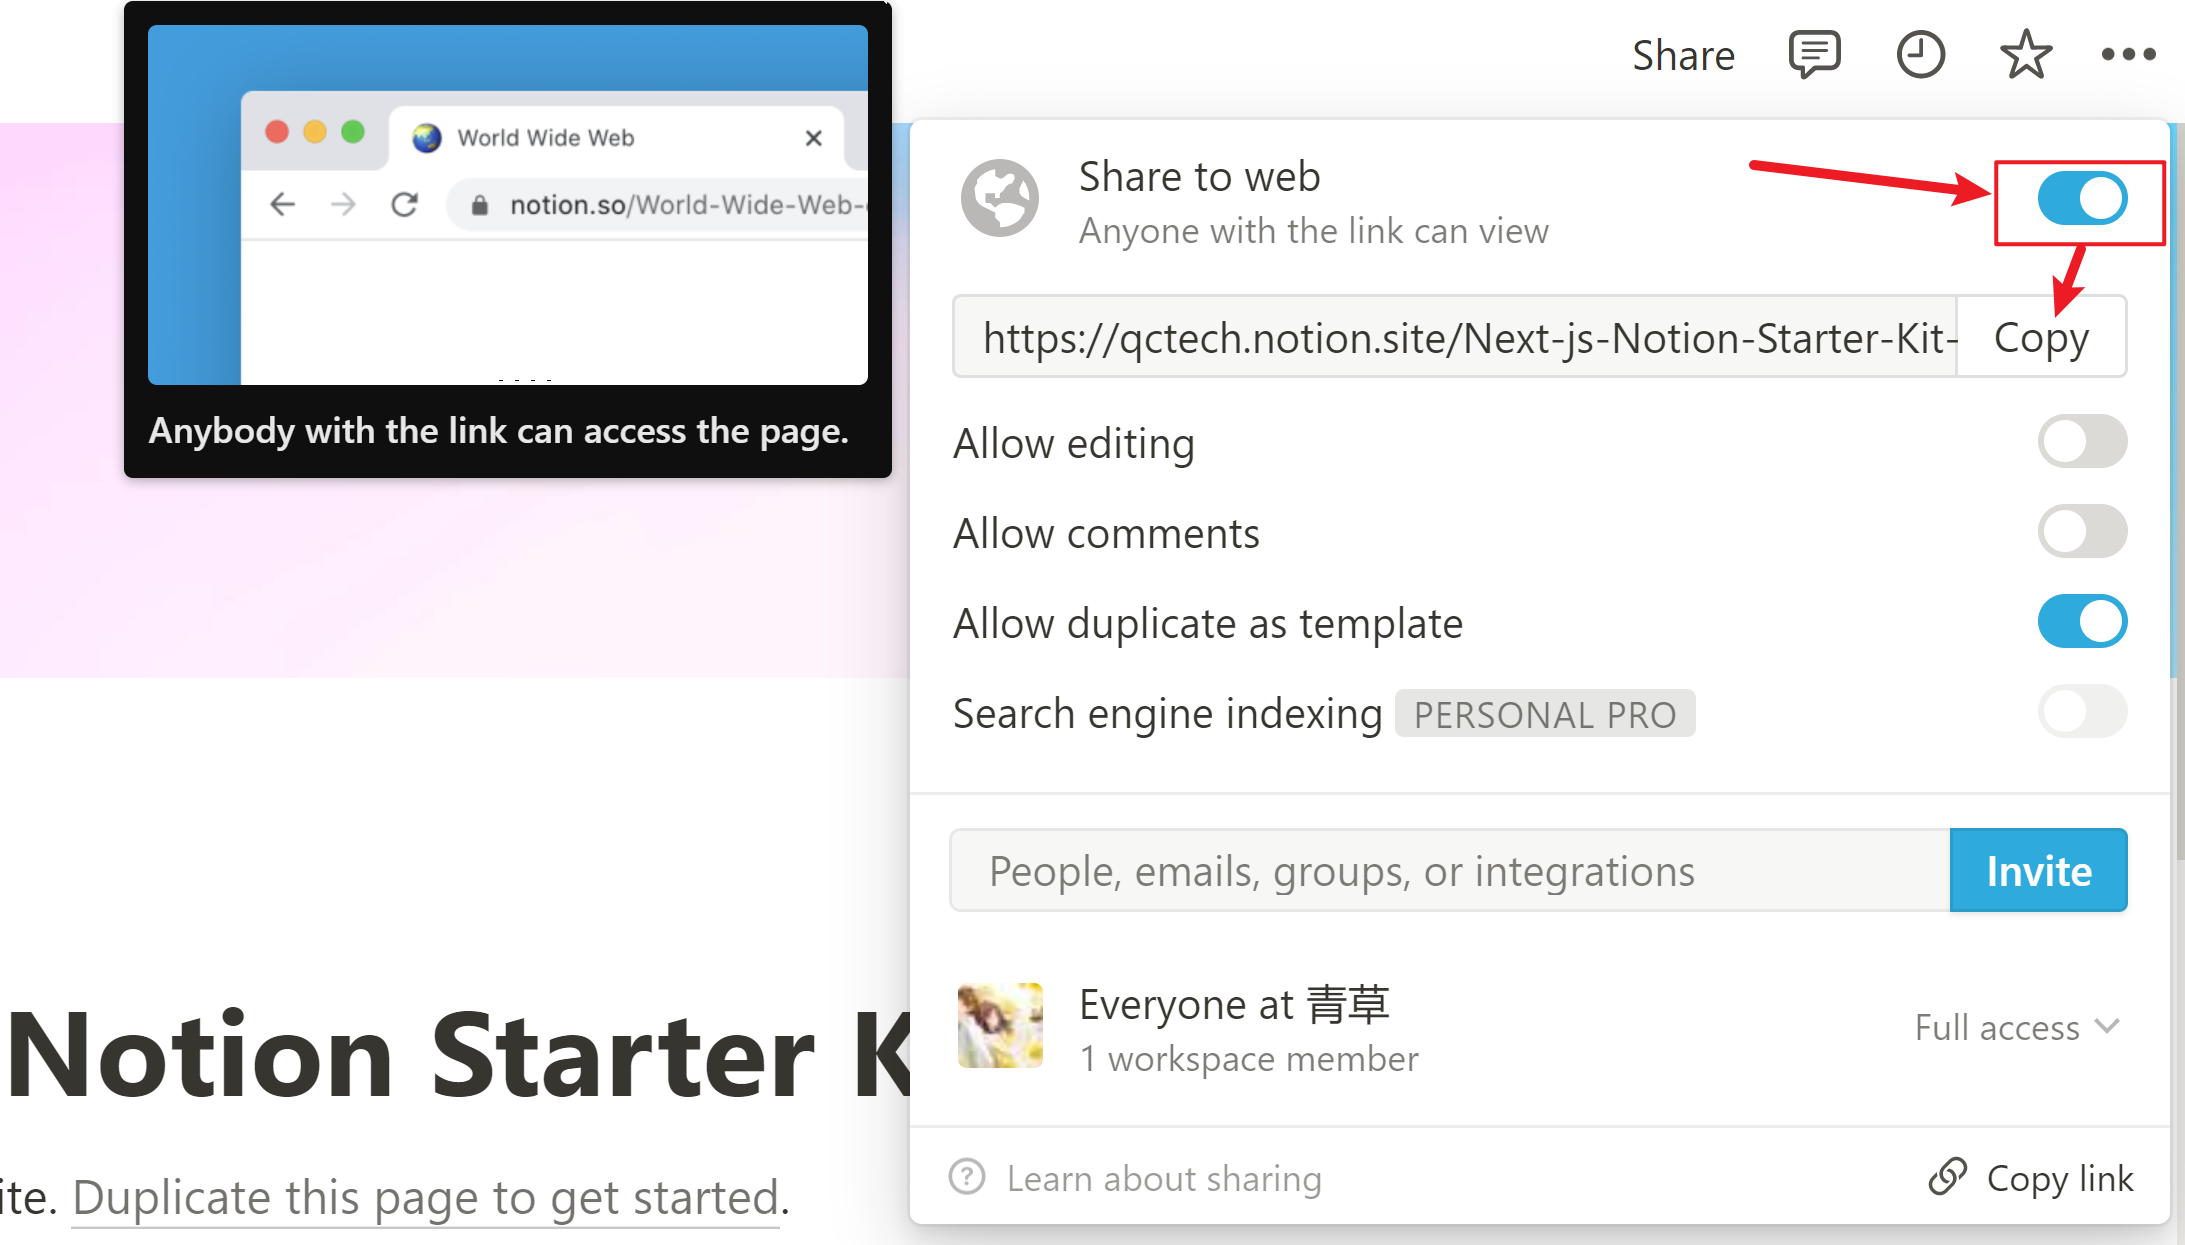 World Wide Web
notion.so/World-Wide-Web-
Anybody with the link can access the page.
Share
Share to web
Anyone with the link can view
https://qctech.notion.site/Next-js-Notion-Starter-Kit-
Copy
Allow editing
Allow comments
Allow duplicate as template
Search engine indexing PERSONAL PRO
People, emails, groups, or integrations
Invite
Everyone at 青草
1 workspace member
Full access
? Learn about sharing
Copy link
Notion Starter K
ite. Duplicate this page to get started.